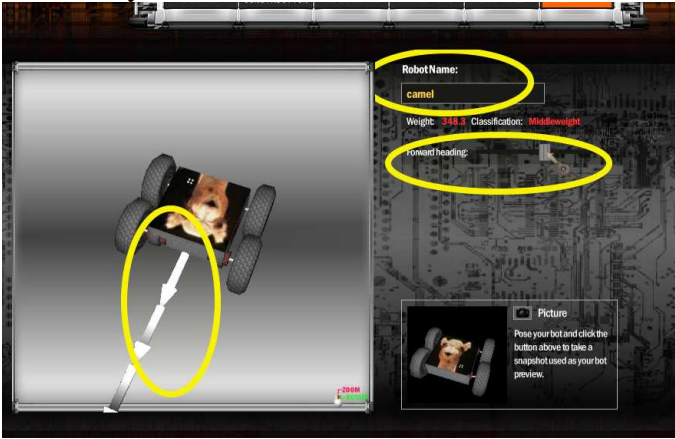 Robot Name:
camel
Weight: 348.3 Classification: Middleweight
Forward heading:
Picture
Pose your bot and click the
button above to take a
snapshot used as your bot
preview.
ZOOM